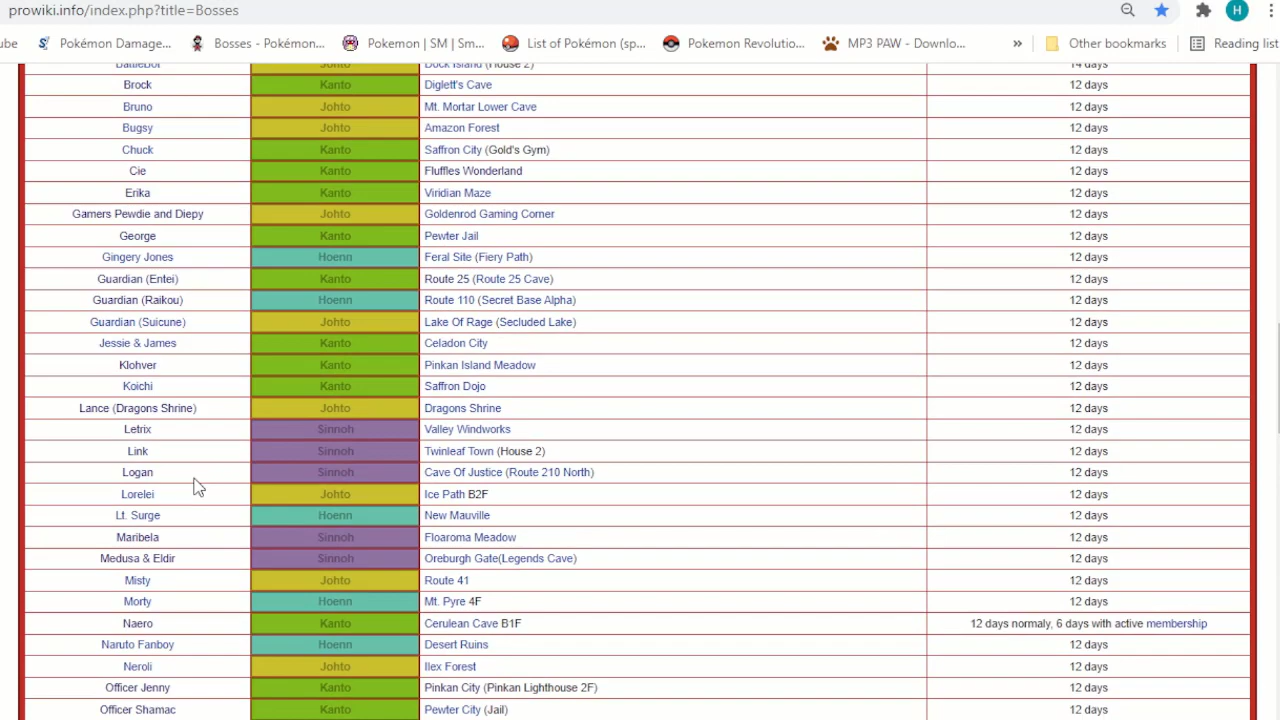 prowiki.info/index.php?title=Bosses
H
ube Pokémon Damage... Bosses - Pokémon... Pokemon | SM | Sm... List of Pokémon (sp... Pokemon Revolutio... MP3 PAW - Downlo... » Other bookmarks Reading list
Battlebot Johto Dock Island (House 2) 14 days
Brock Kanto Diglett's Cave 12 days
Bruno Johto Mt. Mortar Lower Cave 12 days
Bugsy Johto Amazon Forest 12 days
Chuck Kanto Saffron City (Gold's Gym) 12 days
Cie Kanto Fluffles Wonderland 12 days
Erika Kanto Viridian Maze 12 days
Gamers Pewdie and Diepy Johto Goldenrod Gaming Corner 12 days
George Kanto Pewter Jail 12 days
Gingery Jones Hoenn Feral Site (Fiery Path) 12 days
Guardian (Entei) Kanto Route 25 (Route 25 Cave) 12 days
Guardian (Raikou) Hoenn Route 110 (Secret Base Alpha) 12 days
Guardian (Suicune) Johto Lake Of Rage (Secluded Lake) 12 days
Jessie & James Kanto Celadon City 12 days
Klohver Kanto Pinkan Island Meadow 12 days
Koichi Kanto Saffron Dojo 12 days
Lance (Dragons Shrine) Johto Dragons Shrine 12 days
Letrix Sinnoh Valley Windworks 12 days
Link Sinnoh Twinleaf Town (House 2) 12 days
Logan Sinnoh Cave Of Justice (Route 210 North) 12 days
Lorelei Johto Ice Path B2F 12 days
Lt. Surge Hoenn New Mauville 12 days
Maribela Sinnoh Floaroma Meadow 12 days
Medusa & Eldir Sinnoh Oreburgh Gate(Legends Cave) 12 days
Misty Johto Route 41 12 days
Morty Hoenn Mt. Pyre 4F 12 days
Naero Kanto Cerulean Cave B1F 12 days normaly, 6 days with active membership
Naruto Fanboy Hoenn Desert Ruins 12 days
Neroli Johto Ilex Forest 12 days
Officer Jenny Kanto Pinkan City (Pinkan Lighthouse 2F) 12 days
Officer Shamac Kanto Pewter City (Jail) 12 days